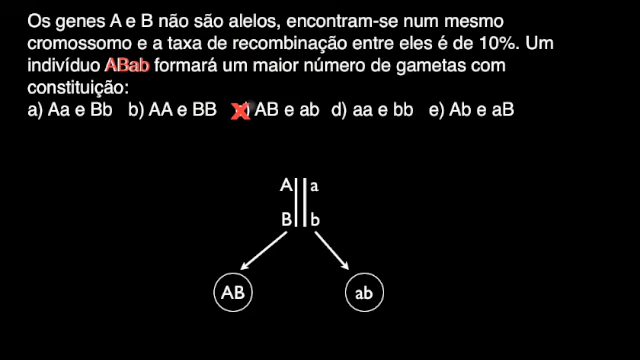 Os genes A e B não são alelos, encontram-se num mesmo
cromossomo e a taxa de recombinação entre eles é de 10%. Um
indivíduo ABab formará um maior número de gametas com
constituição:
a) Aa e Bb b) AA e BB c) AB e ab d) aa e bb e) Ab e aB
A a
B b
AB ab